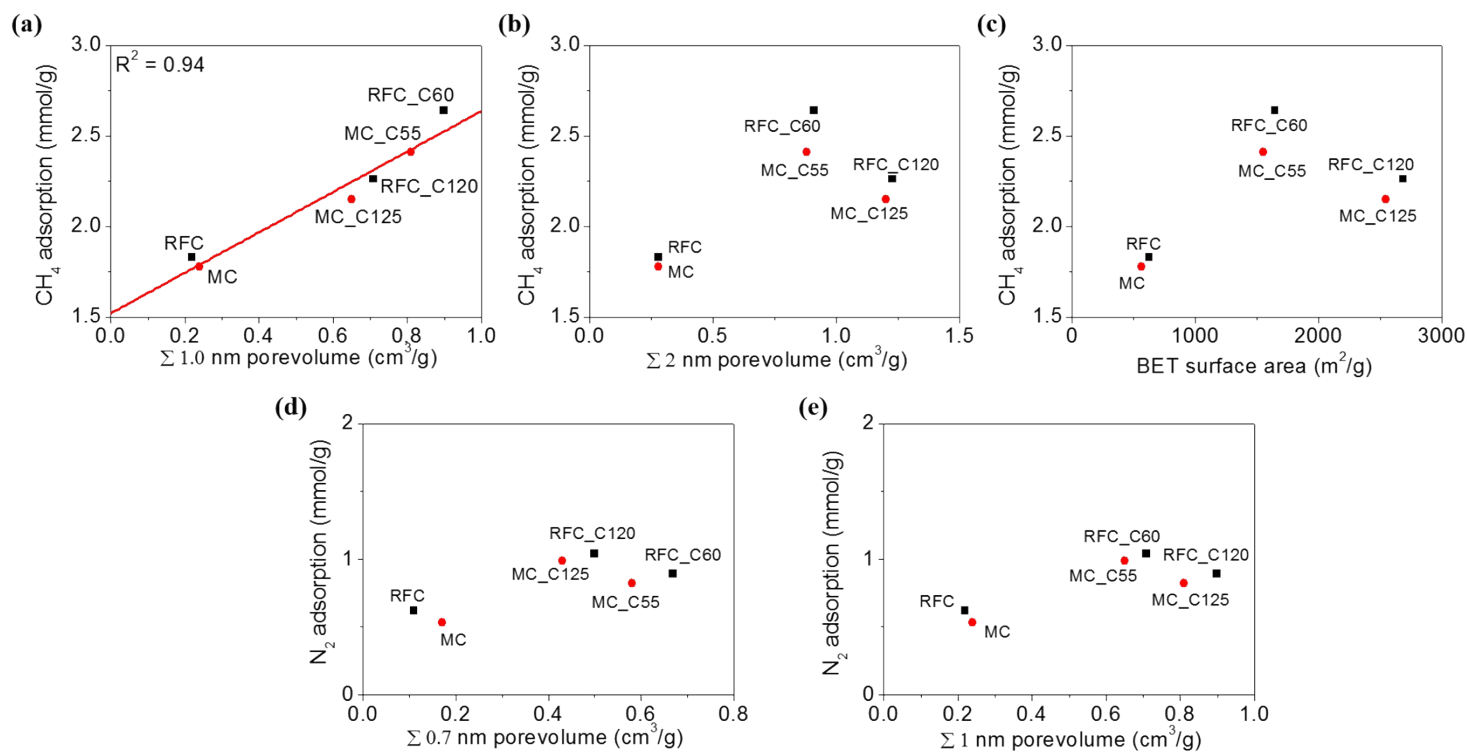 (a)
3.0
2.5
2.0
1.5
CH4 adsorption (mmol/g)
R2 = 0.94
RFC_C60
MC_C55
RFC_C120
MC_C125
RFC
MC
0.0 0.2 0.4 0.6 0.8 1.0
Σ 1.0 nm porevolume (cm3/g)
(b)
3.0
2.5
2.0
1.5
CH4 adsorption (mmol/g)
RFC_C60
MC_C55
RFC_C120
MC_C125
RFC
MC
0.0 0.5 1.0 1.5
Σ 2 nm porevolume (cm3/g)
(c)
3.0
2.5
2.0
1.5
CH4 adsorption (mmol/g)
RFC_C60
MC_C55
RFC_C120
MC_C125
RFC
MC
0 1000 2000 3000
BET surface area (m2/g)
(d)
2
1
0
N2 adsorption (mmol/g)
RFC_C120
RFC_C60
MC_C125
MC_C55
RFC
MC
0.0 0.2 0.4 0.6 0.8
Σ 0.7 nm porevolume (cm3/g)
(e)
2
1
0
N2 adsorption (mmol/g)
RFC_C60
RFC_C120
MC_C55
MC_C125
RFC
MC
0.0 0.2 0.4 0.6 0.8 1.0
Σ 1 nm porevolume (cm3/g)